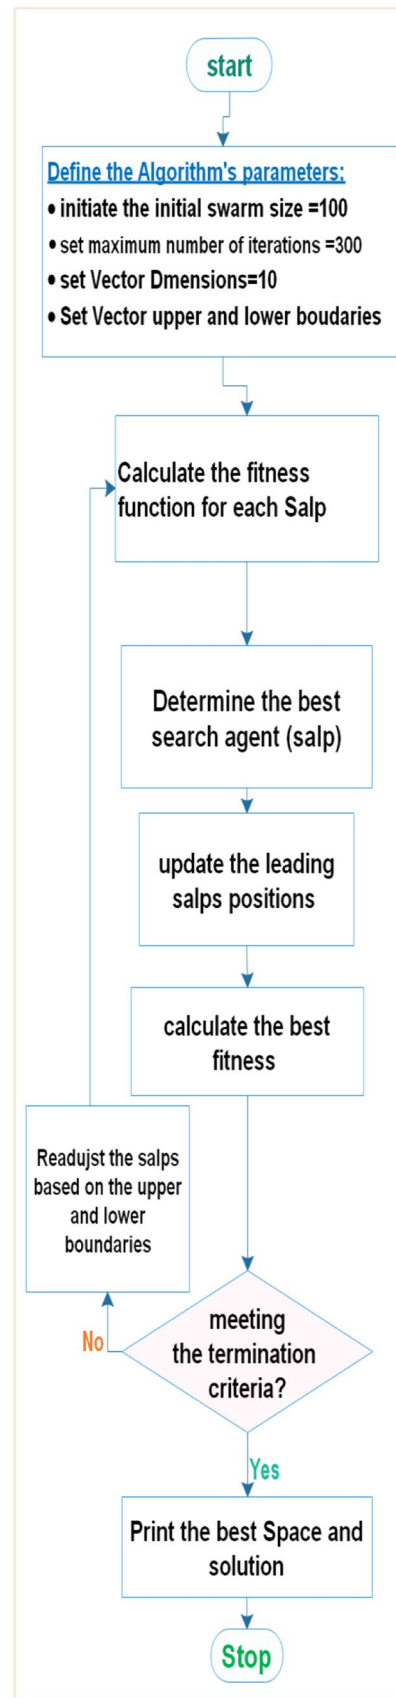 start
Define the Algorithm's parameters:
• initiate the initial swarm size =100
• set maximum number of iterations =300
• set Vector Dmensions=10
• Set Vector upper and lower boudaries
Calculate the fitness
function for each Salp
Determine the best
search agent (salp)
update the leading
salps positions
calculate the best
fitness
Readujst the salps
based on the upper
and lower
boundaries
meeting
the termination
criteria?
No
Yes
Print the best Space and
solution
Stop